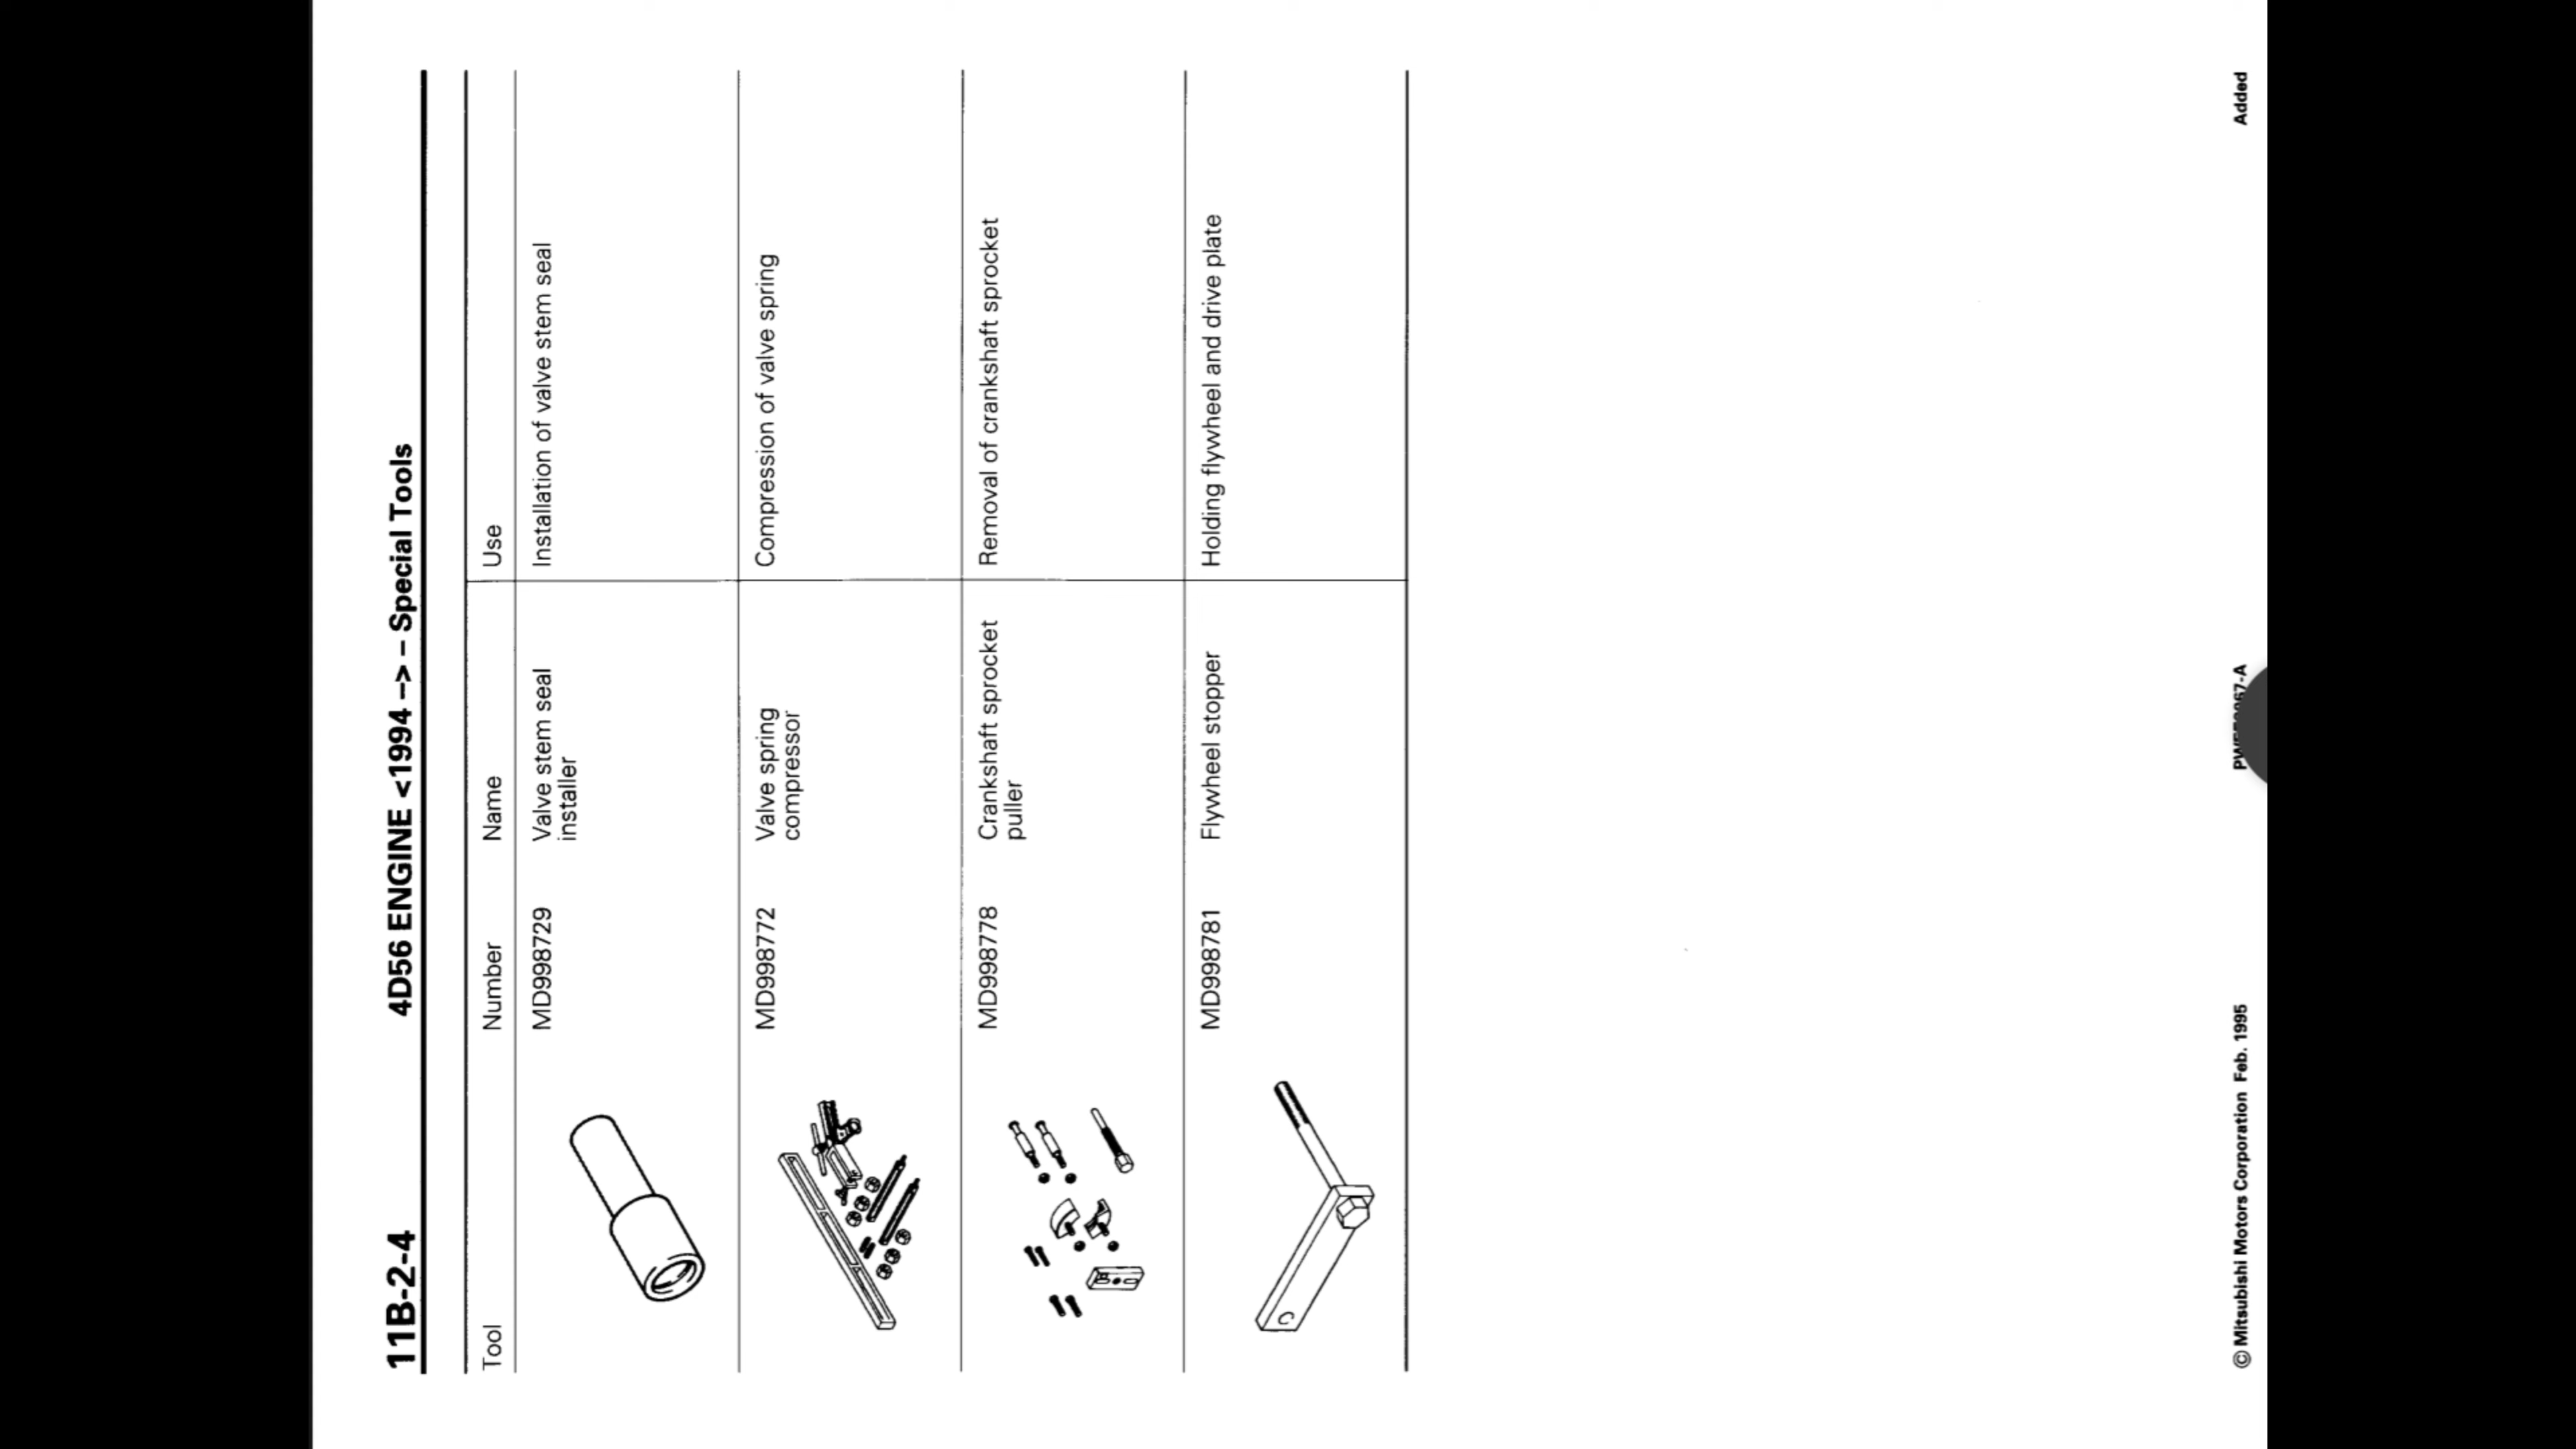 11B-2-4
4D56 ENGINE <1994 –> – Special Tools
Tool Number Name Use
MD998729 Valve stem seal Installation of valve stem seal
installer
MD998772 Valve spring Compression of valve spring
compressor
MD998778 Crankshaft sprocket Removal of crankshaft sprocket
puller
MD998781 Flywheel stopper Holding flywheel and drive plate
© Mitsubishi Motors Corporation Feb. 1995 Added